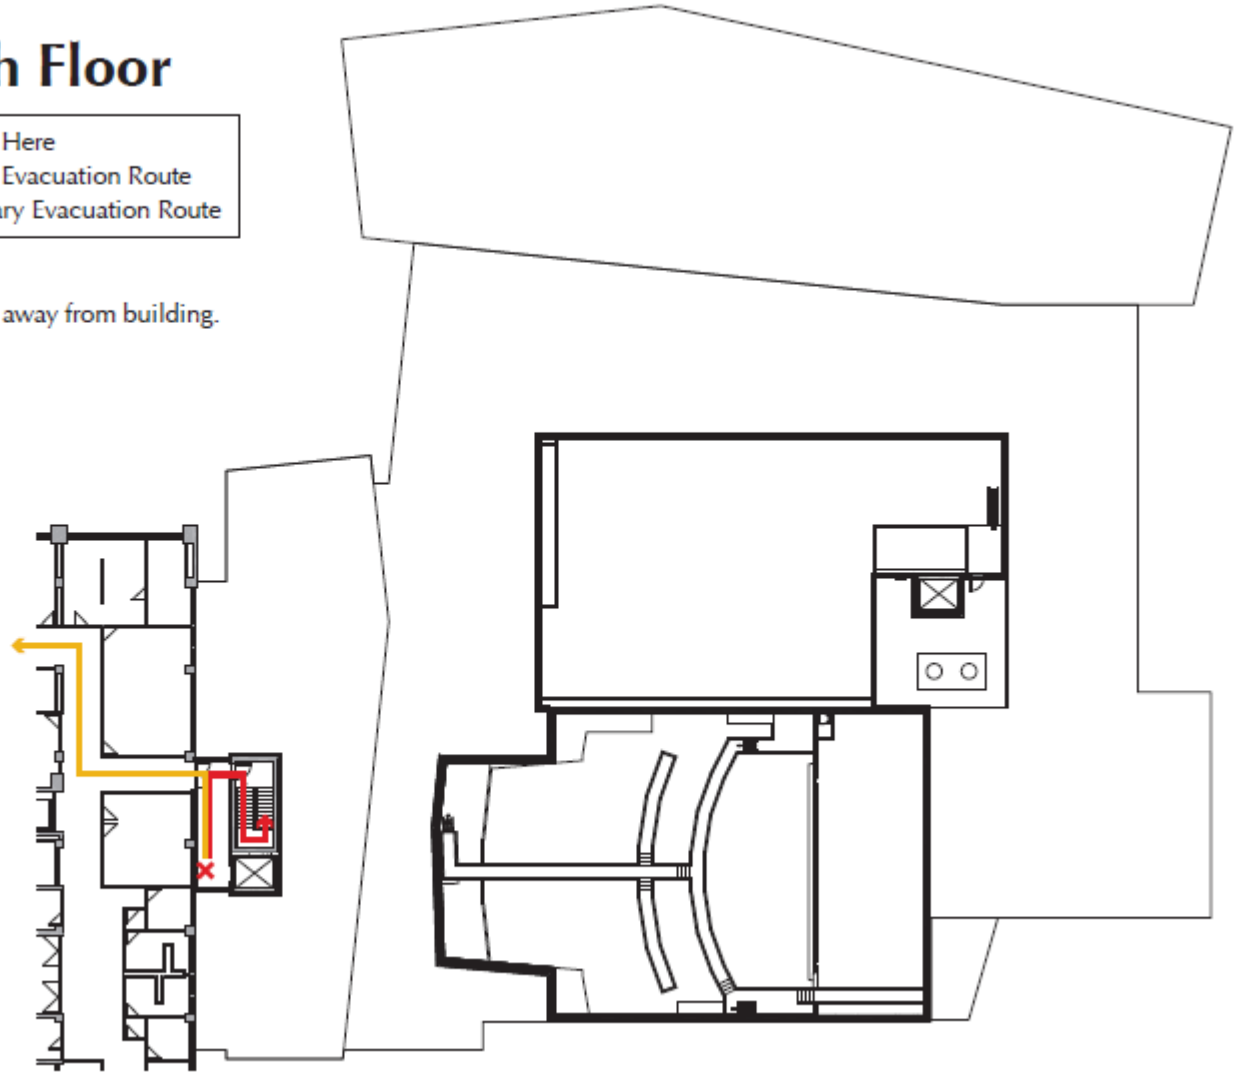 h Floor
Here
Evacuation Route
ary Evacuation Route
away from building.